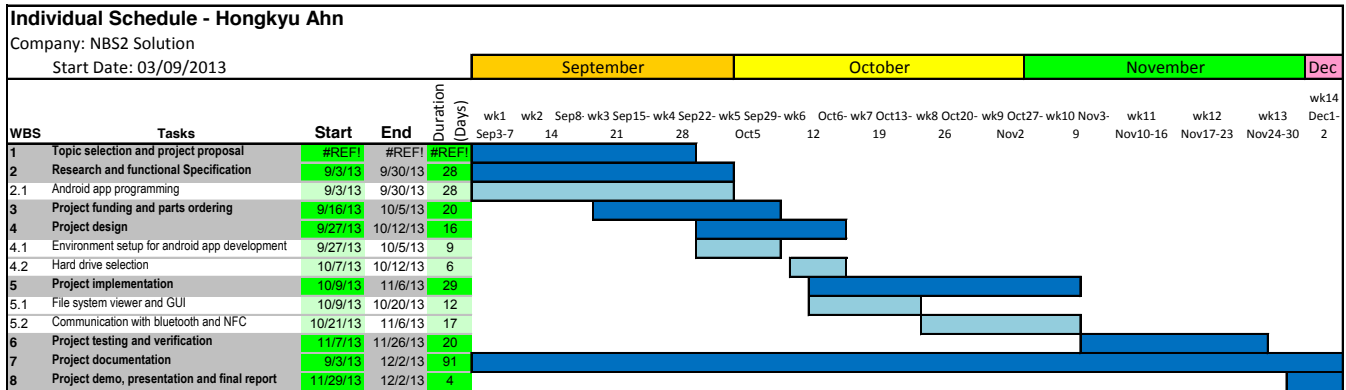 Individual Schedule - Hongkyu Ahn
Company: NBS2 Solution
Start Date: 03/09/2013 September October November Dec
WBS Tasks Start End Duration (Days)
wk14
wk1 wk2 Sep8- wk3 Sep15- wk4 Sep22- wk5 Sep29- wk6 Oct6- wk7 Oct13- wk8 Oct20- wk9 Oct27- wk10 Nov3- wk11 wk12 wk13 Dec1-
Sep3-7 14 21 28 Oct5 12 19 26 Nov2 9 Nov10-16 Nov17-23 Nov24-30 2
1 Topic selection and project proposal #REF! #REF! #REF!
2 Research and functional Specification 9/3/13 9/30/13 28
2.1 Android app programming 9/3/13 9/30/13 28
3 Project funding and parts ordering 9/16/13 10/5/13 20
4 Project design 9/27/13 10/12/13 16
4.1 Environment setup for android app development 9/27/13 10/5/13 9
4.2 Hard drive selection 10/7/13 10/12/13 6
5 Project implementation 10/9/13 11/6/13 29
5.1 File system viewer and GUI 10/9/13 10/20/13 12
5.2 Communication with bluetooth and NFC 10/21/13 11/6/13 17
6 Project testing and verification 11/7/13 11/26/13 20
7 Project documentation 9/3/13 12/2/13 91
8 Project demo, presentation and final report 11/29/13 12/2/13 4